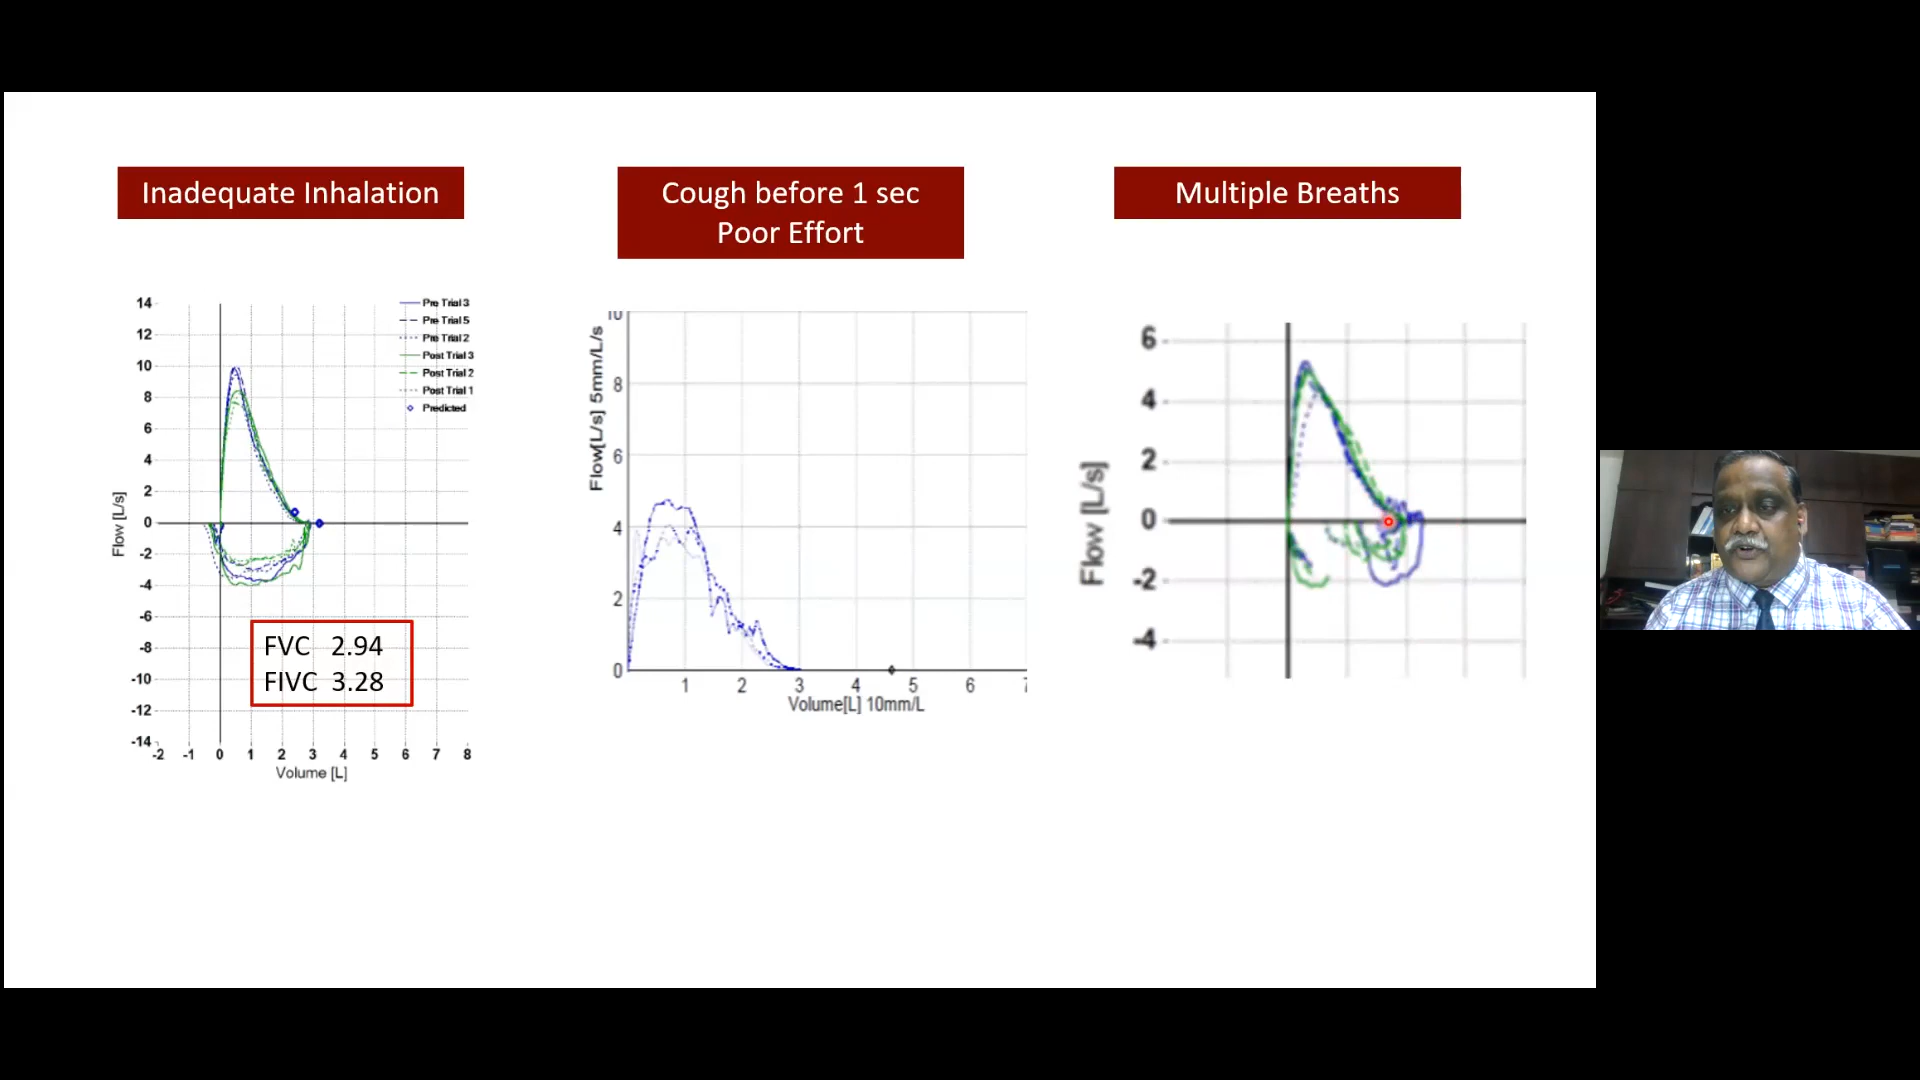 Inadequate Inhalation
14
12
10
8
6
4
2
0
-2
-4
-6
-8
-10
-12
-14
Flow [L/s]
-2 -1 0 1 2 3 4 5 6 7 8
Volume [L]
Pre Trial 3
Pre Trial 5
Pre Trial 2
Post Trial 3
Post Trial 2
Post Trial 1
Predicted
FVC 2.94
FIVC 3.28
Cough before 1 sec
Poor Effort
Flow[L/s] 5mm/L/s
10
8
6
4
2
0
1 2 3 4 5 6 7
Volume[L] 10mm/L
Multiple Breaths
6
4
2
0
-2
-4
Flow [L/s]